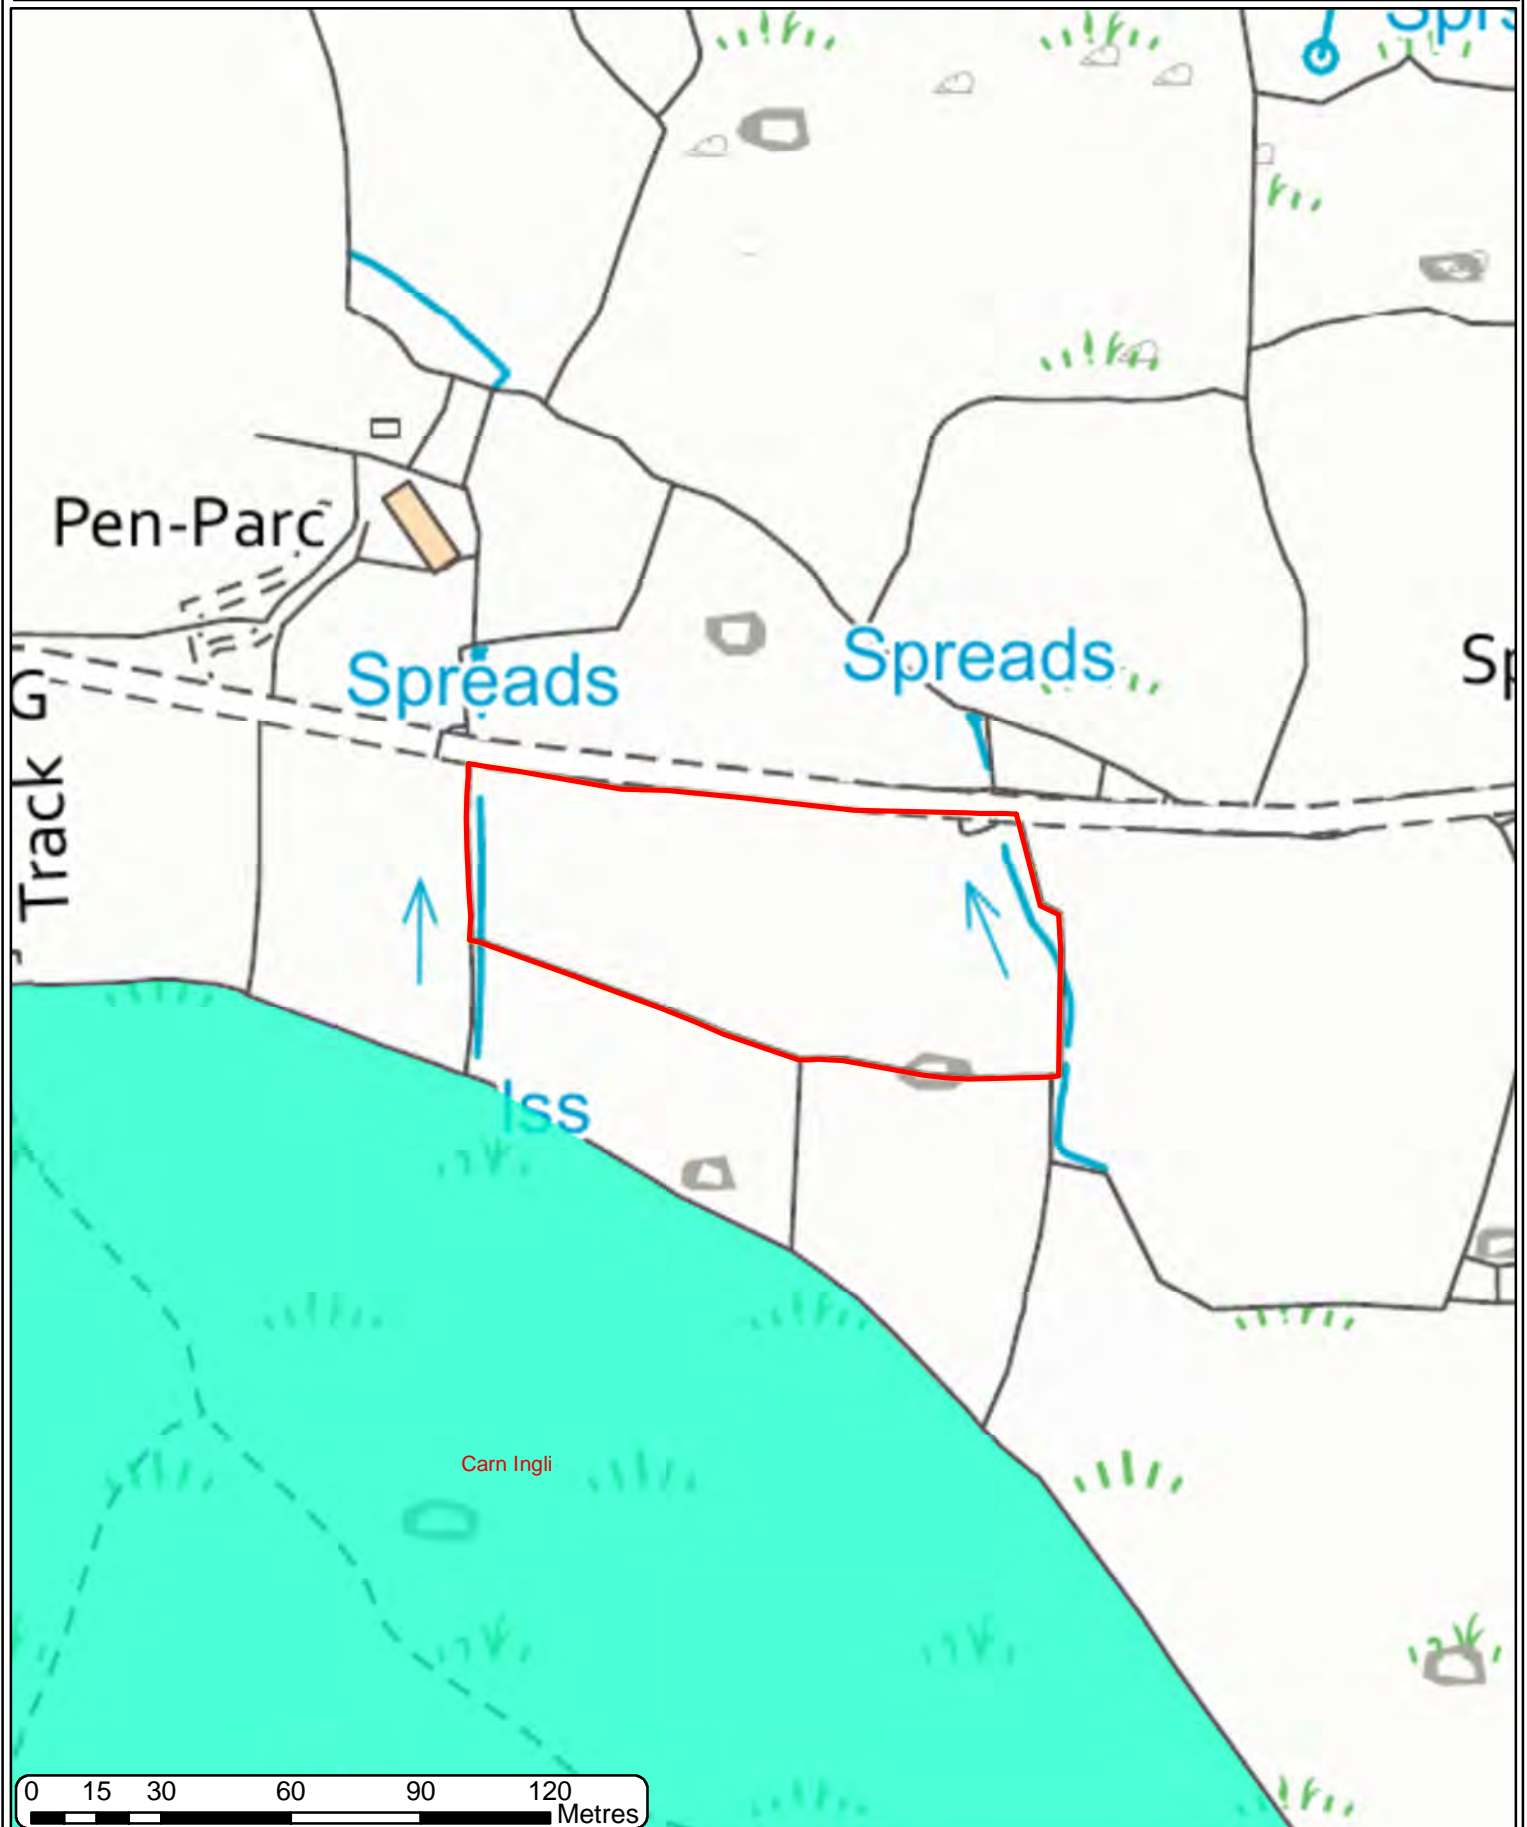 Pen-Parc
Spreads
Spreads
G
Track
Iss
Carn Ingli
0 15 30 60 90 120
Metres